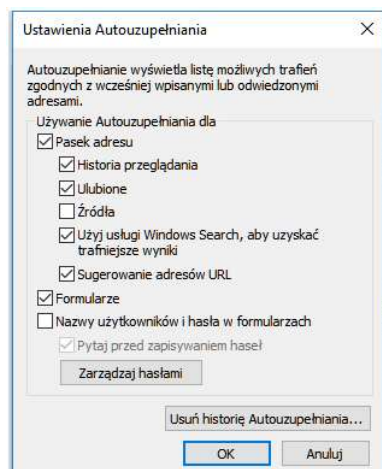 Ustawienia Autouzupełniania
Autouzupełnianie wyświetla listę możliwych trafień
zgodnych z wcześniej wpisanymi lub odwiedzonymi
adresami.
Używanie Autouzupełniania dla
Pasek adresu
Historia przeglądania
Ulubione
Źródła
Użyj usługi Windows Search, aby uzyskać
trafniejsze wyniki
Sugerowanie adresów URL
Formularze
Nazwy użytkowników i hasła w formularzach
Pytaj przed zapisywaniem haseł
Zarządzaj hasłami
Usuń historię Autouzupełniania...
OK Anuluj